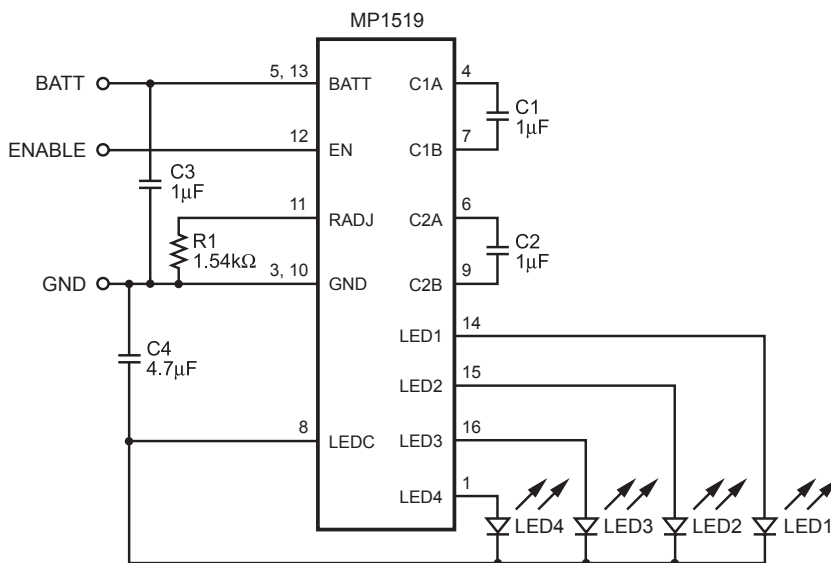 MP1519
BATT
5, 13
BATT
C1A
4
C1
1μF
ENABLE
12
EN
C1B
7
C3
1μF
11
RADJ
C2A
6
R1
1.54kΩ
C2
1μF
GND
3, 10
GND
C2B
9
LED1
14
C4
4.7μF
LED2
15
8
LEDC
LED3
16
LED4
1
LED4
LED3
LED2
LED1